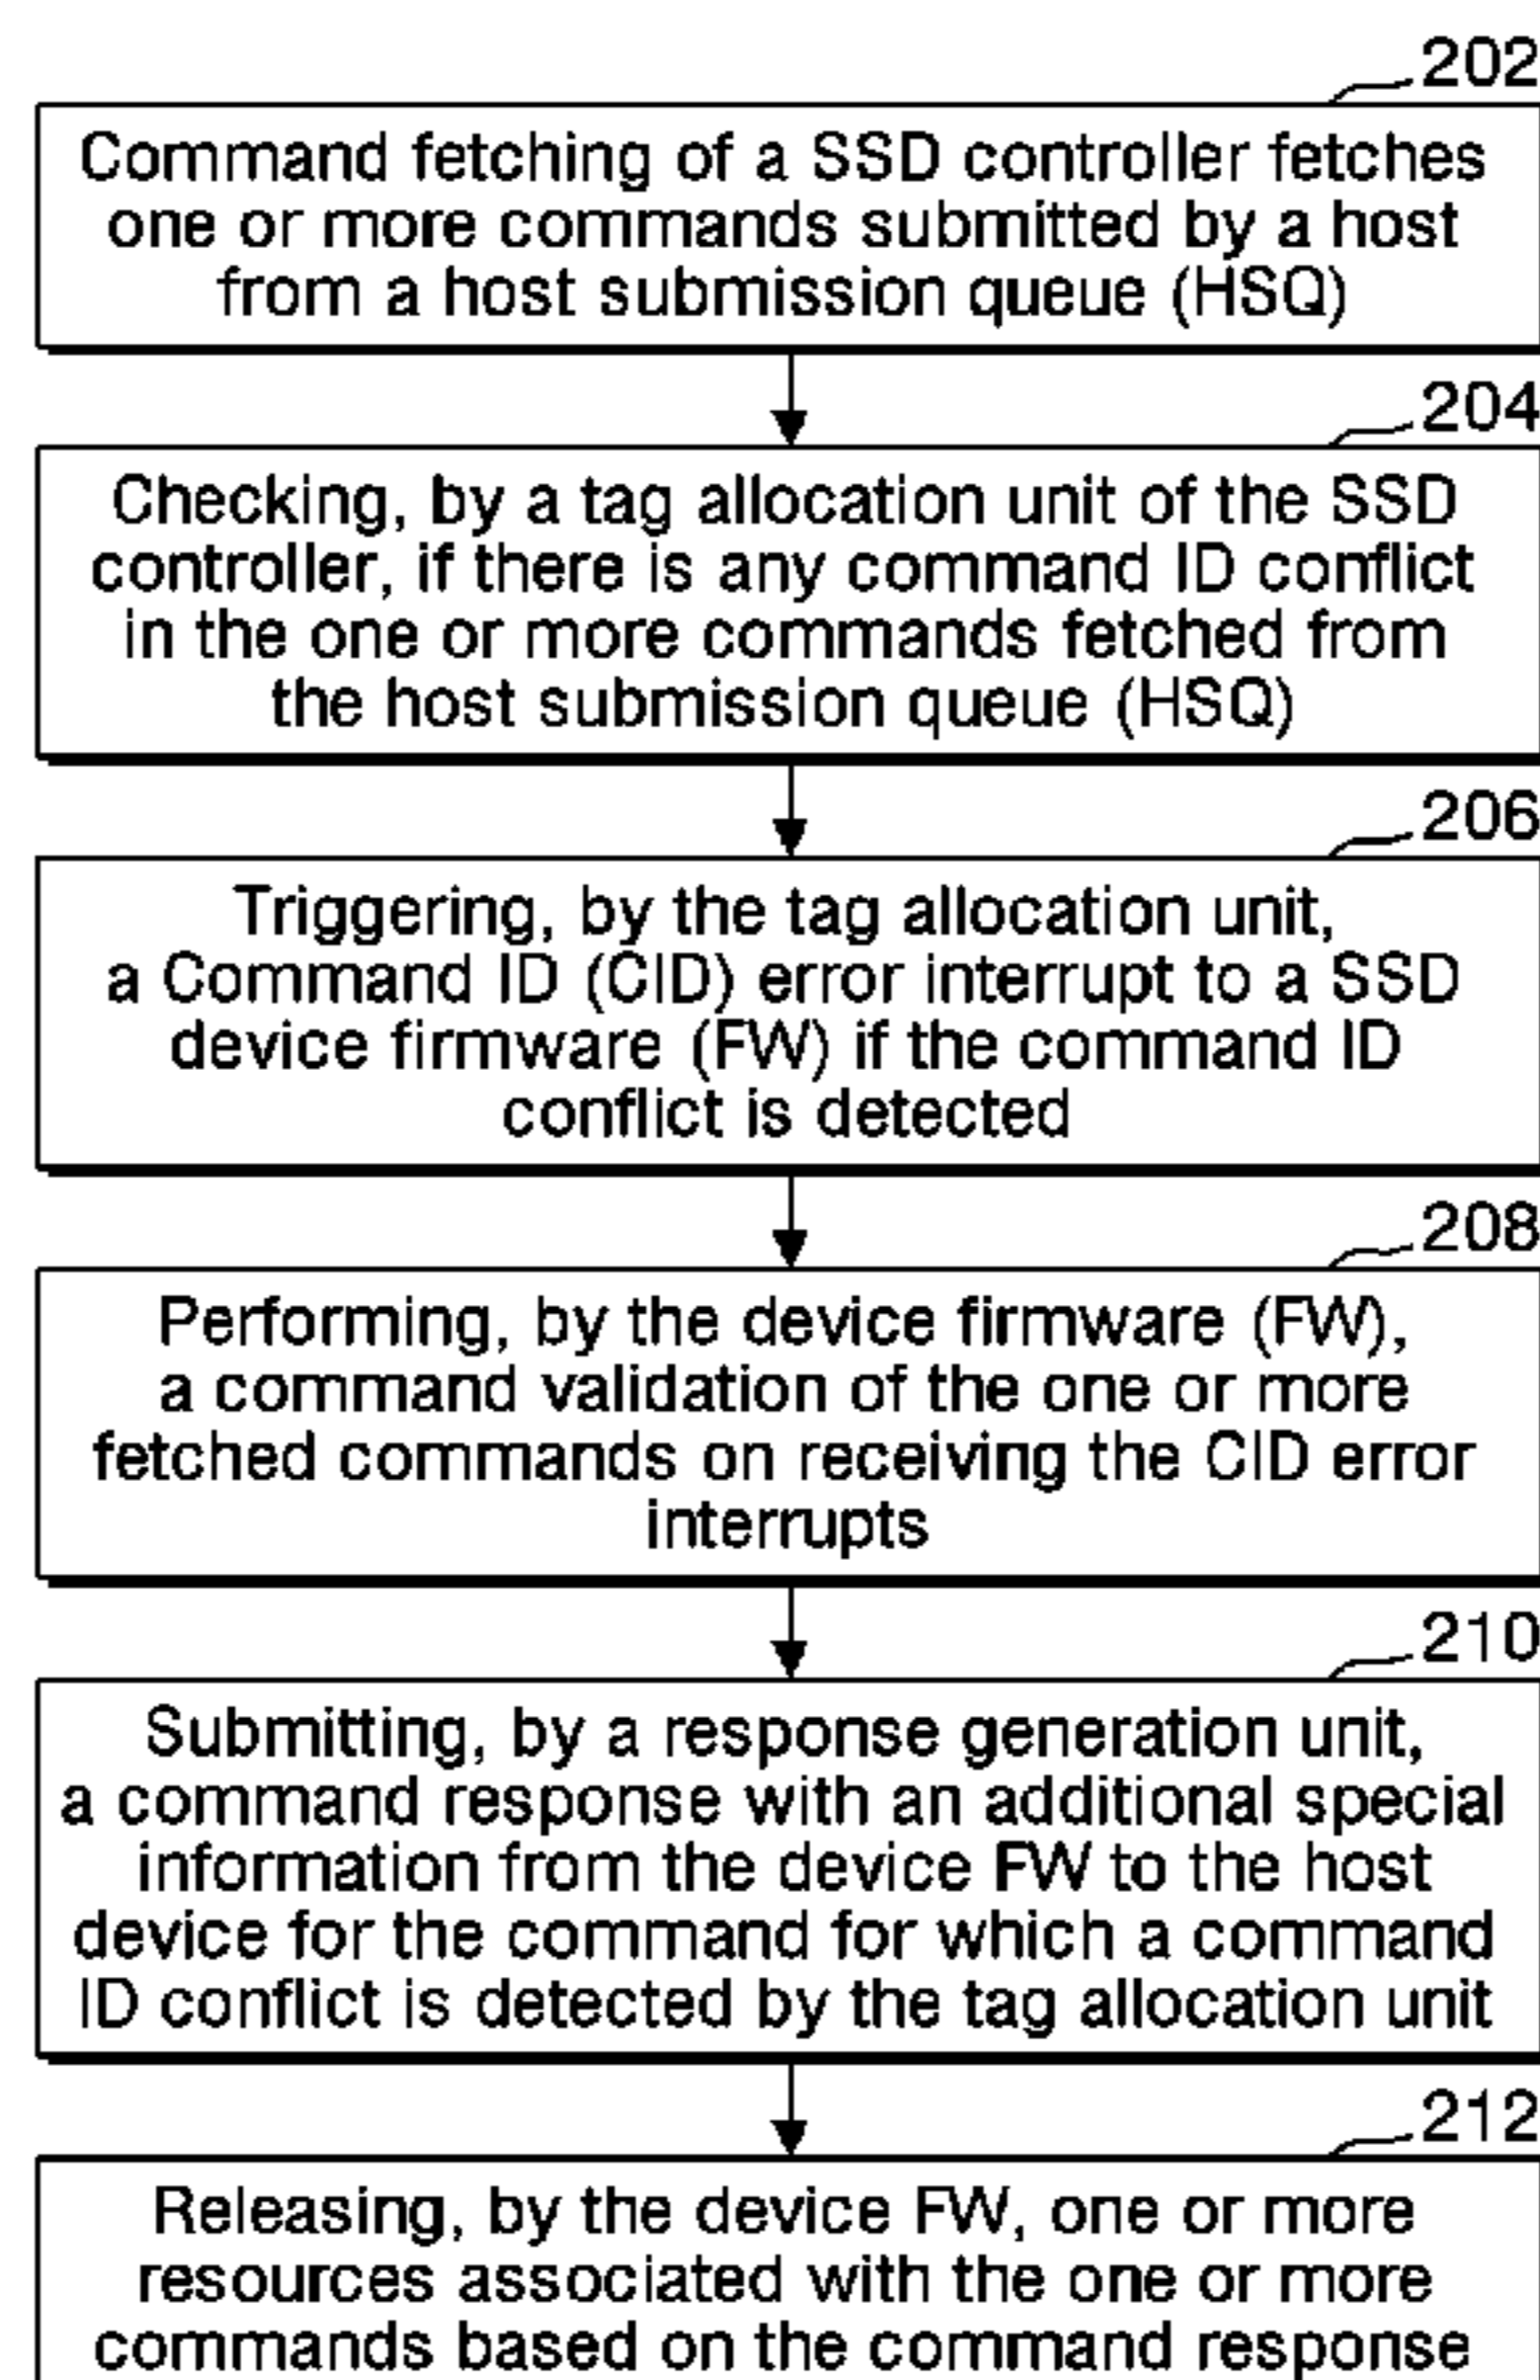 202
Command fetching of a SSD controller fetches
one or more commands submitted by a host
from a host submission queue (HSQ)
204
Checking, by a tag allocation unit of the SSD
controller, if there is any command ID conflict
in the one or more commands fetched from
the host submission queue (HSQ)
206
Triggering, by the tag allocation unit,
a Command ID (CID) error interrupt to a SSD
device firmware (FW) if the command ID
conflict is detected
208
Performing, by the device firmware (FW),
a command validation of the one or more
fetched commands on receiving the CID error
interrupts
210
Submitting, by a response generation unit,
a command response with an additional special
information from the device FW to the host
device for the command for which a command
ID conflict is detected by the tag allocation unit
212
Releasing, by the device FW, one or more
resources associated with the one or more
commands based on the command response